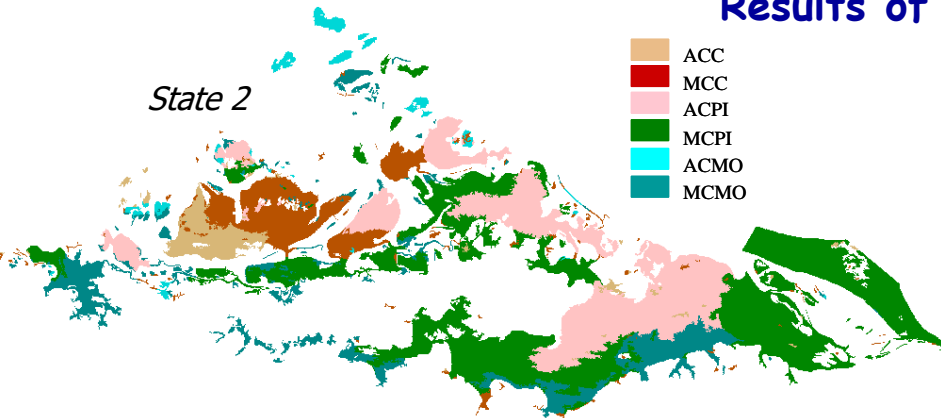 Results of
State 2
ACC
MCC
ACPI
MCPI
ACMO
MCMO